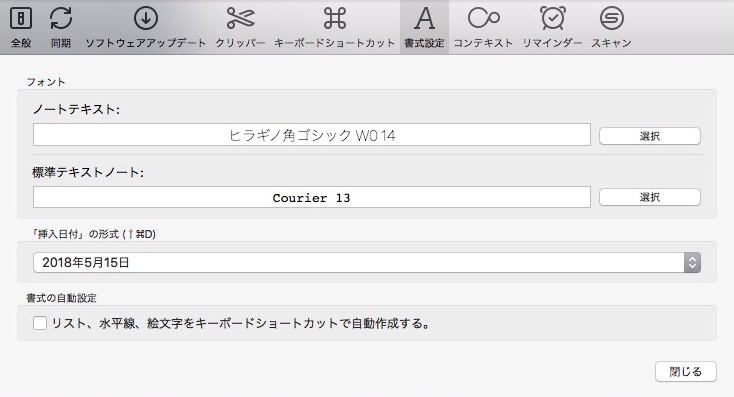 全般 同期 ソフトウェアアップデート クリッパー キーボードショートカット 書式設定 コンテキスト リマインダー スキャン
フォント
ノートテキスト:
ヒラギノ角ゴシック W0 14 選択
標準テキストノート:
Courier 13 選択
「挿入日付」の形式 (⇧⌘D)
2018年5月15日
書式の自動設定
リスト、水平線、絵文字をキーボードショートカットで自動作成する。
閉じる